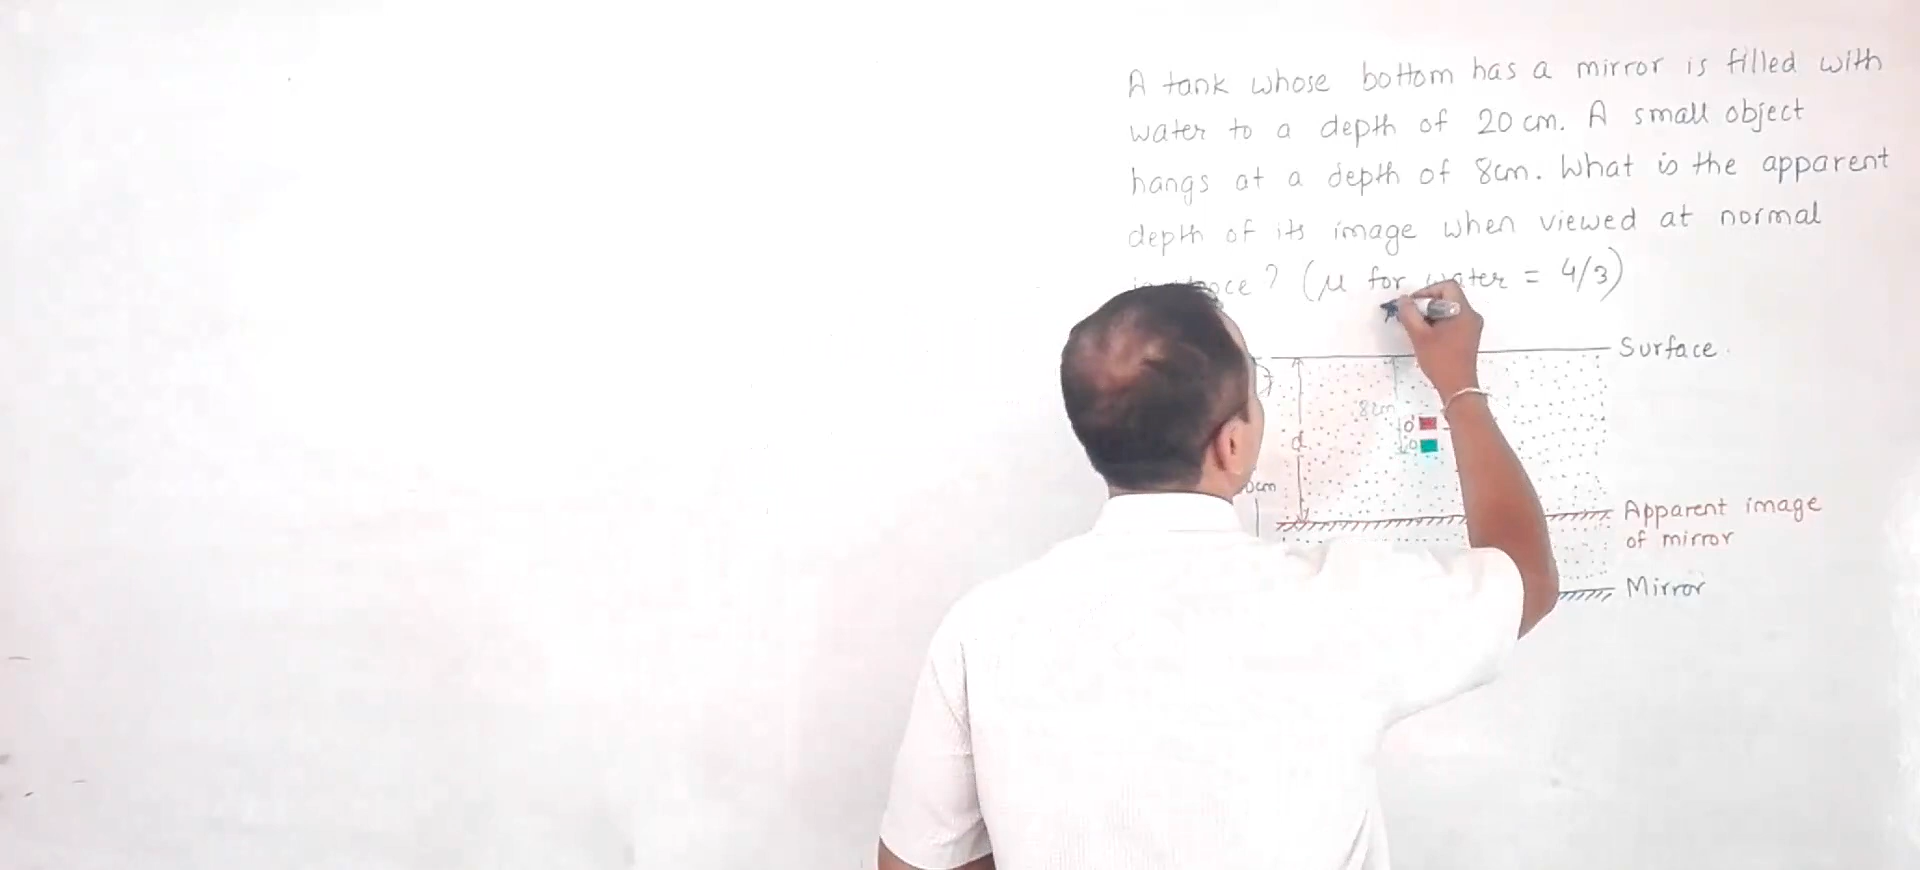 A tank whose bottom has a mirror is filled with
water to a depth of 20 cm. A small object
hangs at a depth of 8cm. What is the apparent
depth of its image when viewed at normal
? (μ for water = 4/3)
Surface
8cm
O'
O
d
Apparent image
of mirror
Mirror